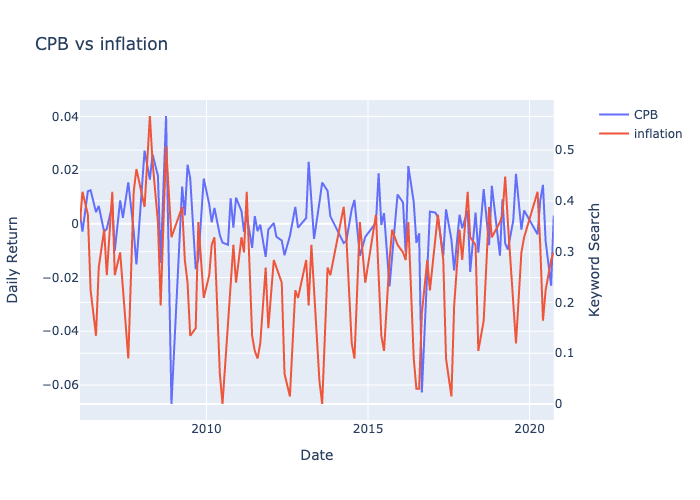 CPB vs inflation
CPB
inflation
Daily Return
0.04
0.02
0
−0.02
−0.04
−0.06
0.5
0.4
0.3
0.2
0.1
0
Keyword Search
2010
2015
2020
Date